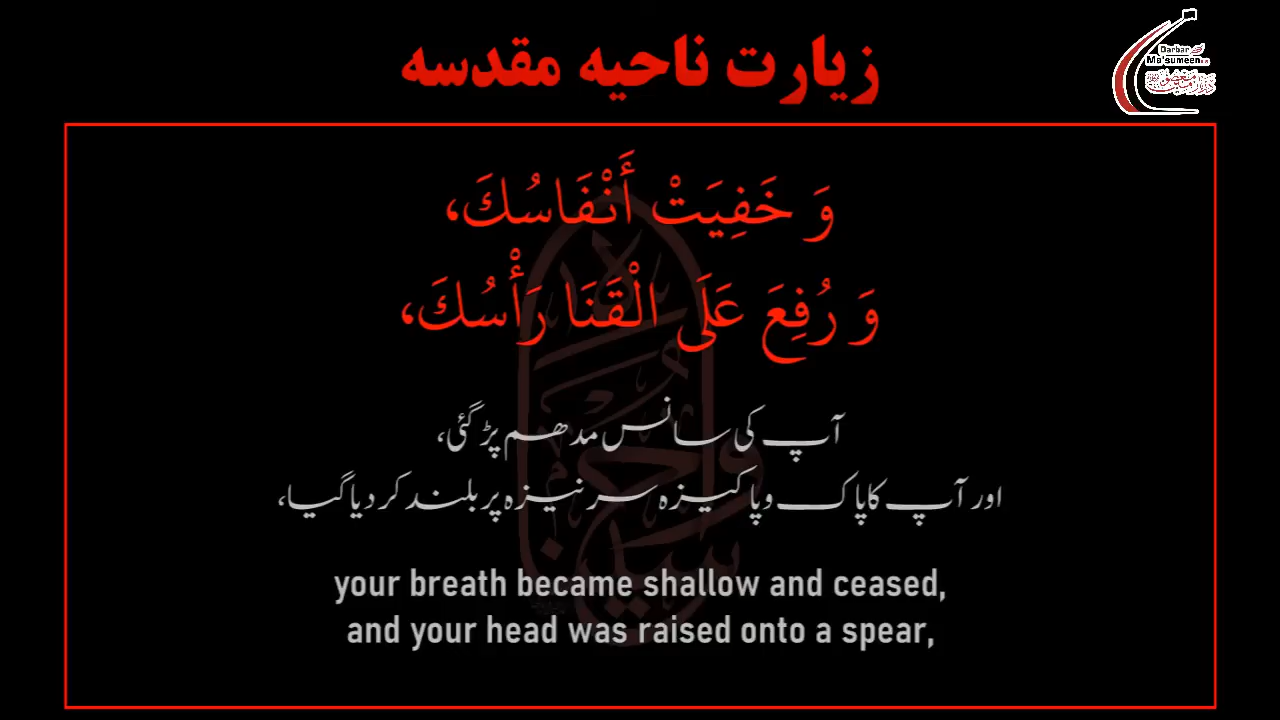 زیارت ناحیه مقدسه
Darbar
Ma'sumeen
وَ خَفِيَتْ أَنْفَاسُكَ،
وَ رُفِعَ عَلَى الْقَنَا رَأْسُكَ،
آپ کی سانس مدھم پڑ گئی،
اور آپ کا پاک و پاکیزہ سر نیزہ پر بلند کر دیا گیا،
your breath became shallow and ceased,
and your head was raised onto a spear,